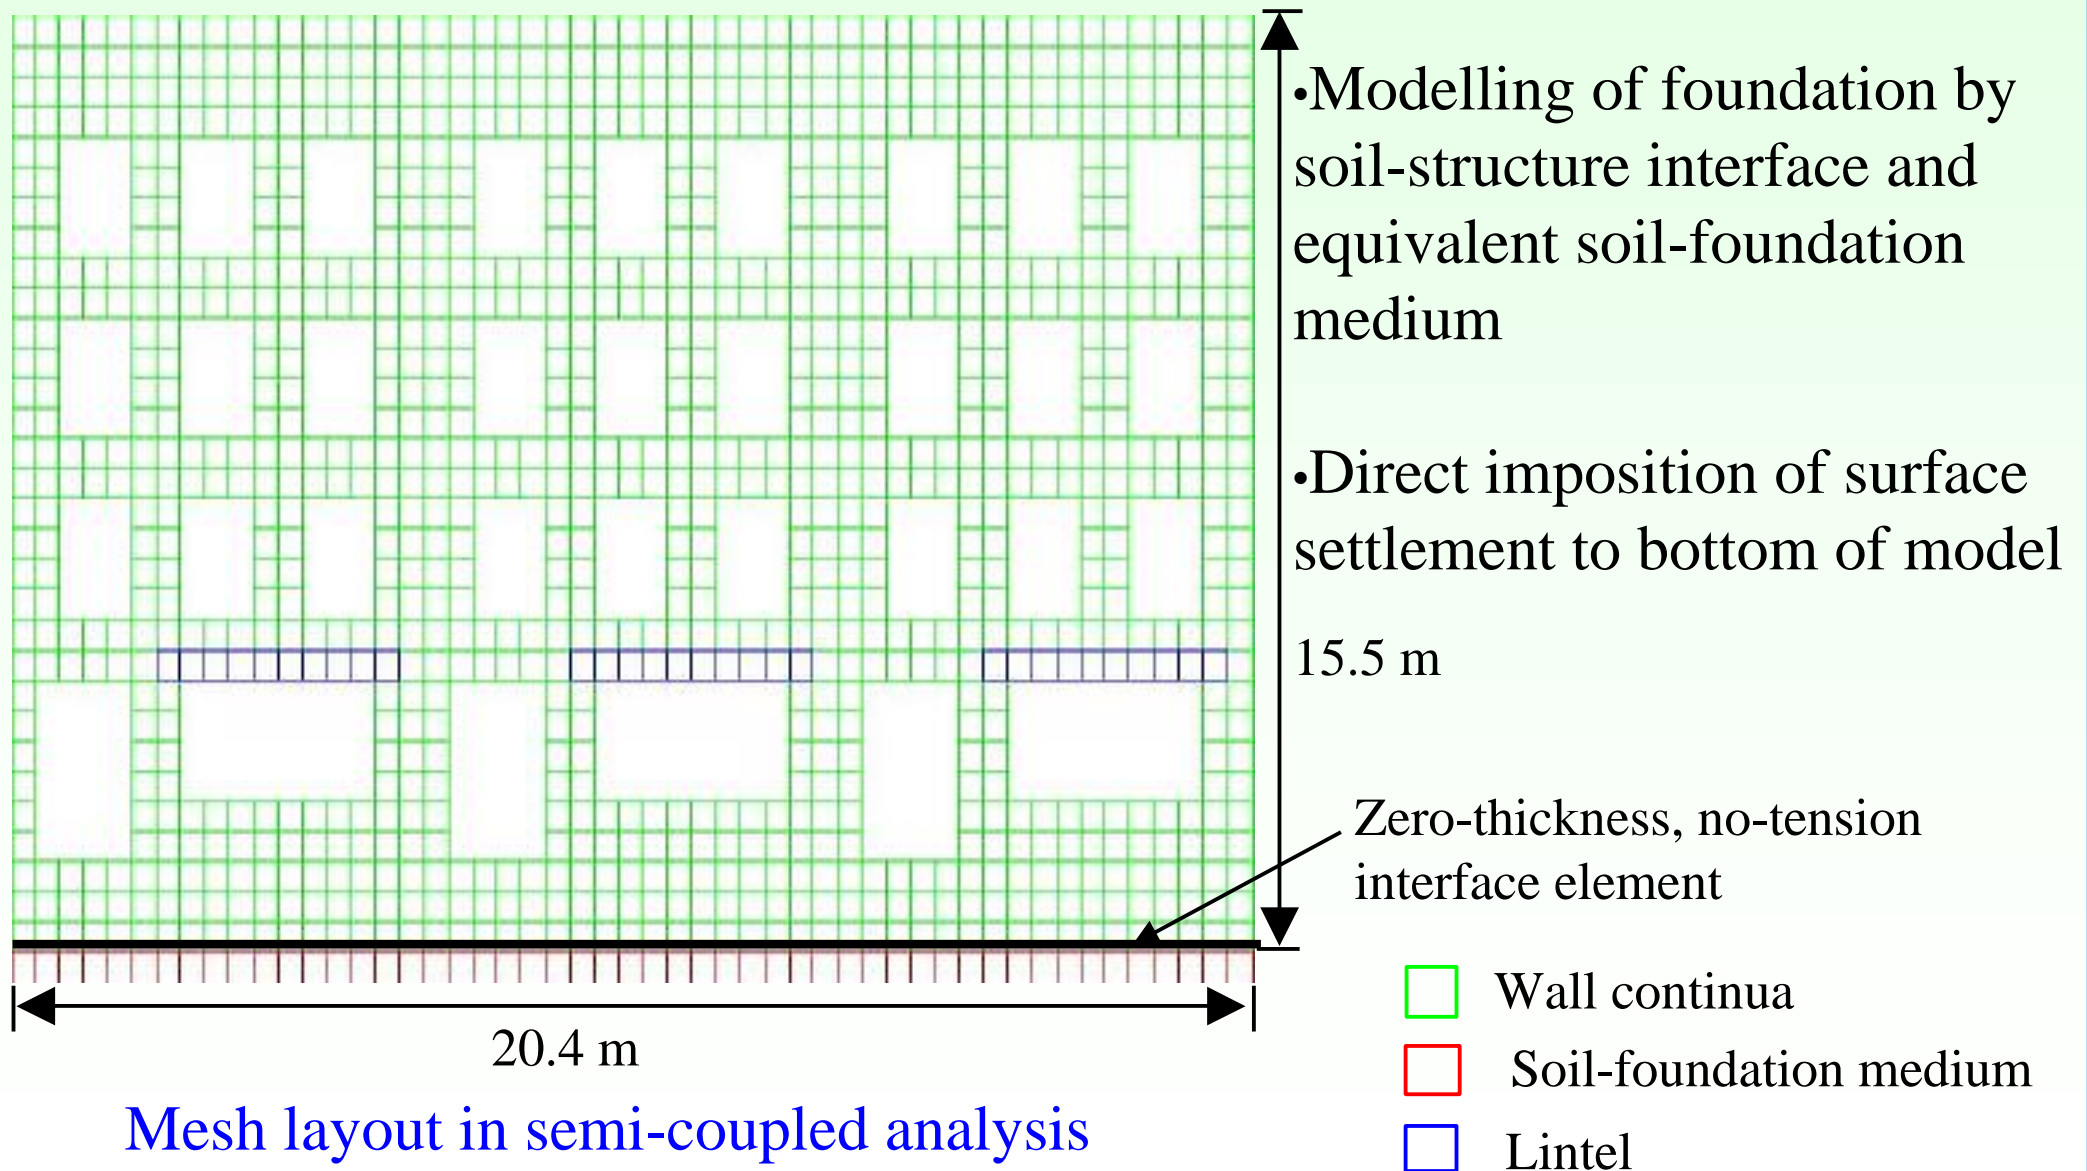 •Modelling of foundation by
soil-structure interface and
equivalent soil-foundation
medium
•Direct imposition of surface
settlement to bottom of model
15.5 m
Zero-thickness, no-tension
interface element
20.4 m
Wall continua
Soil-foundation medium
Lintel
Mesh layout in semi-coupled analysis